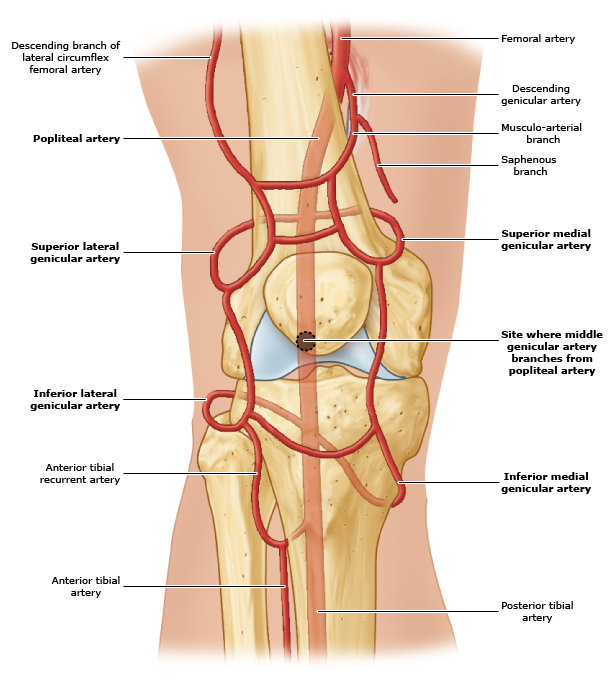 Descending branch of
lateral circumflex
femoral artery
Popliteal artery
Superior lateral
genicular artery
Inferior lateral
genicular artery
Anterior tibial
recurrent artery
Anterior tibial
artery
Femoral artery
Descending
genicular artery
Musculo-arterial
branch
Saphenous
branch
Superior medial
genicular artery
Site where middle
genicular artery
branches from
popliteal artery
Inferior medial
genicular artery
Posterior tibial
artery